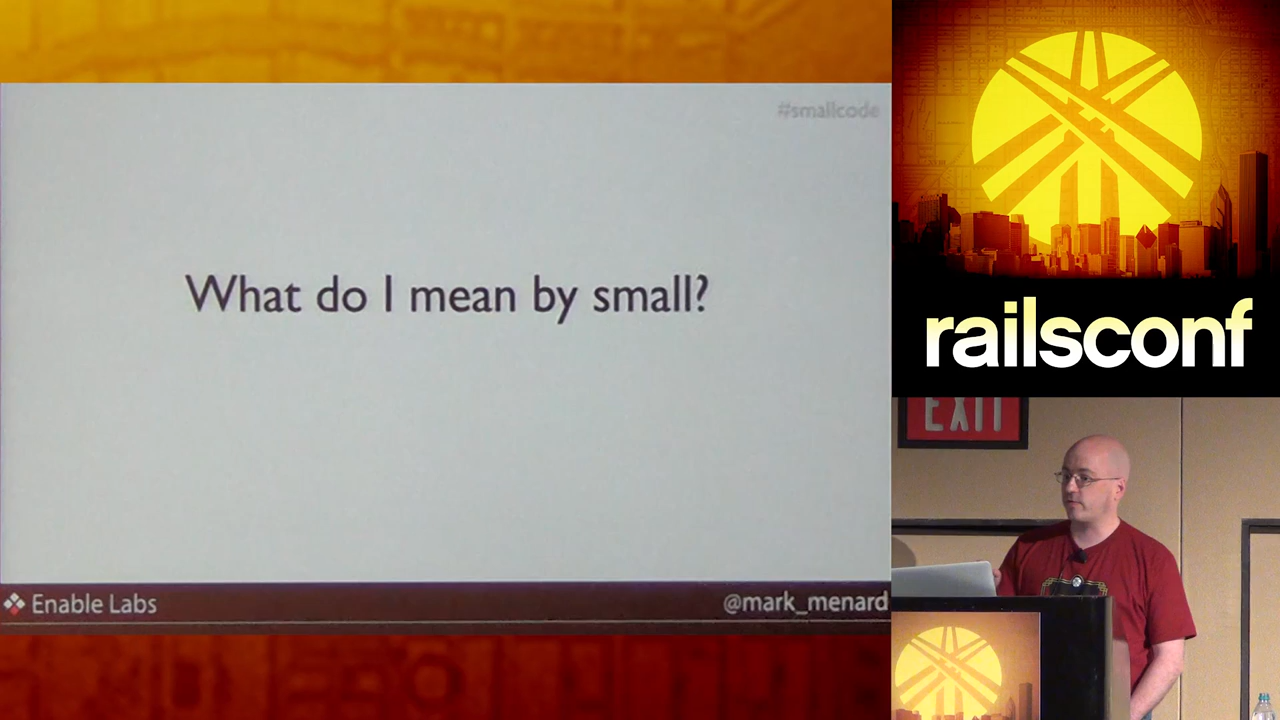 #smallcode
What do I mean by small?
Enable Labs
@mark_menard
railsconf
EXIT